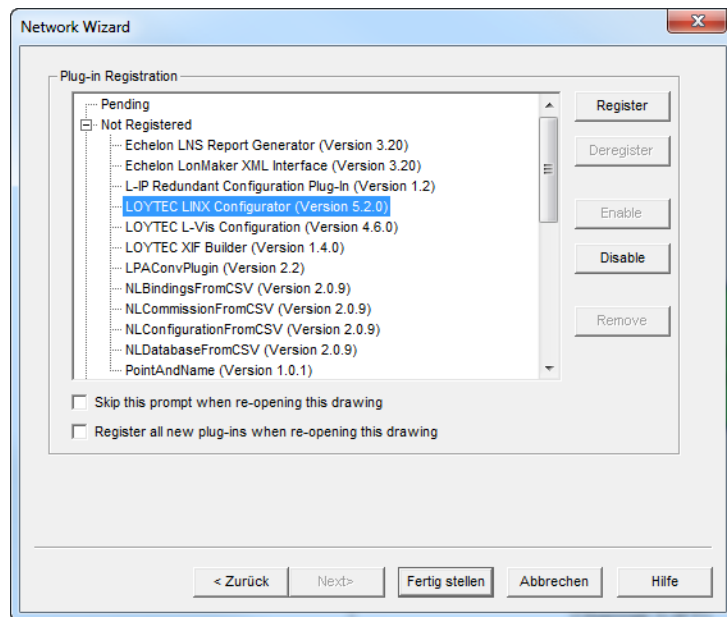 Network Wizard
Plug-in Registration
Pending
Not Registered
Echelon LNS Report Generator (Version 3.20)
Echelon LonMaker XML Interface (Version 3.20)
L-IP Redundant Configuration Plug-In (Version 1.2)
LOYTEC LINX Configurator (Version 5.2.0)
LOYTEC L-Vis Configuration (Version 4.6.0)
LOYTEC XIF Builder (Version 1.4.0)
LPAConvPlugin (Version 2.2)
NLBindingsFromCSV (Version 2.0.9)
NLCommissionFromCSV (Version 2.0.9)
NLConfigurationFromCSV (Version 2.0.9)
NLDatabaseFromCSV (Version 2.0.9)
PointAndName (Version 1.0.1)
Register
Deregister
Enable
Disable
Remove
Skip this prompt when re-opening this drawing
Register all new plug-ins when re-opening this drawing
< Zurück
Next>
Fertig stellen
Abbrechen
Hilfe